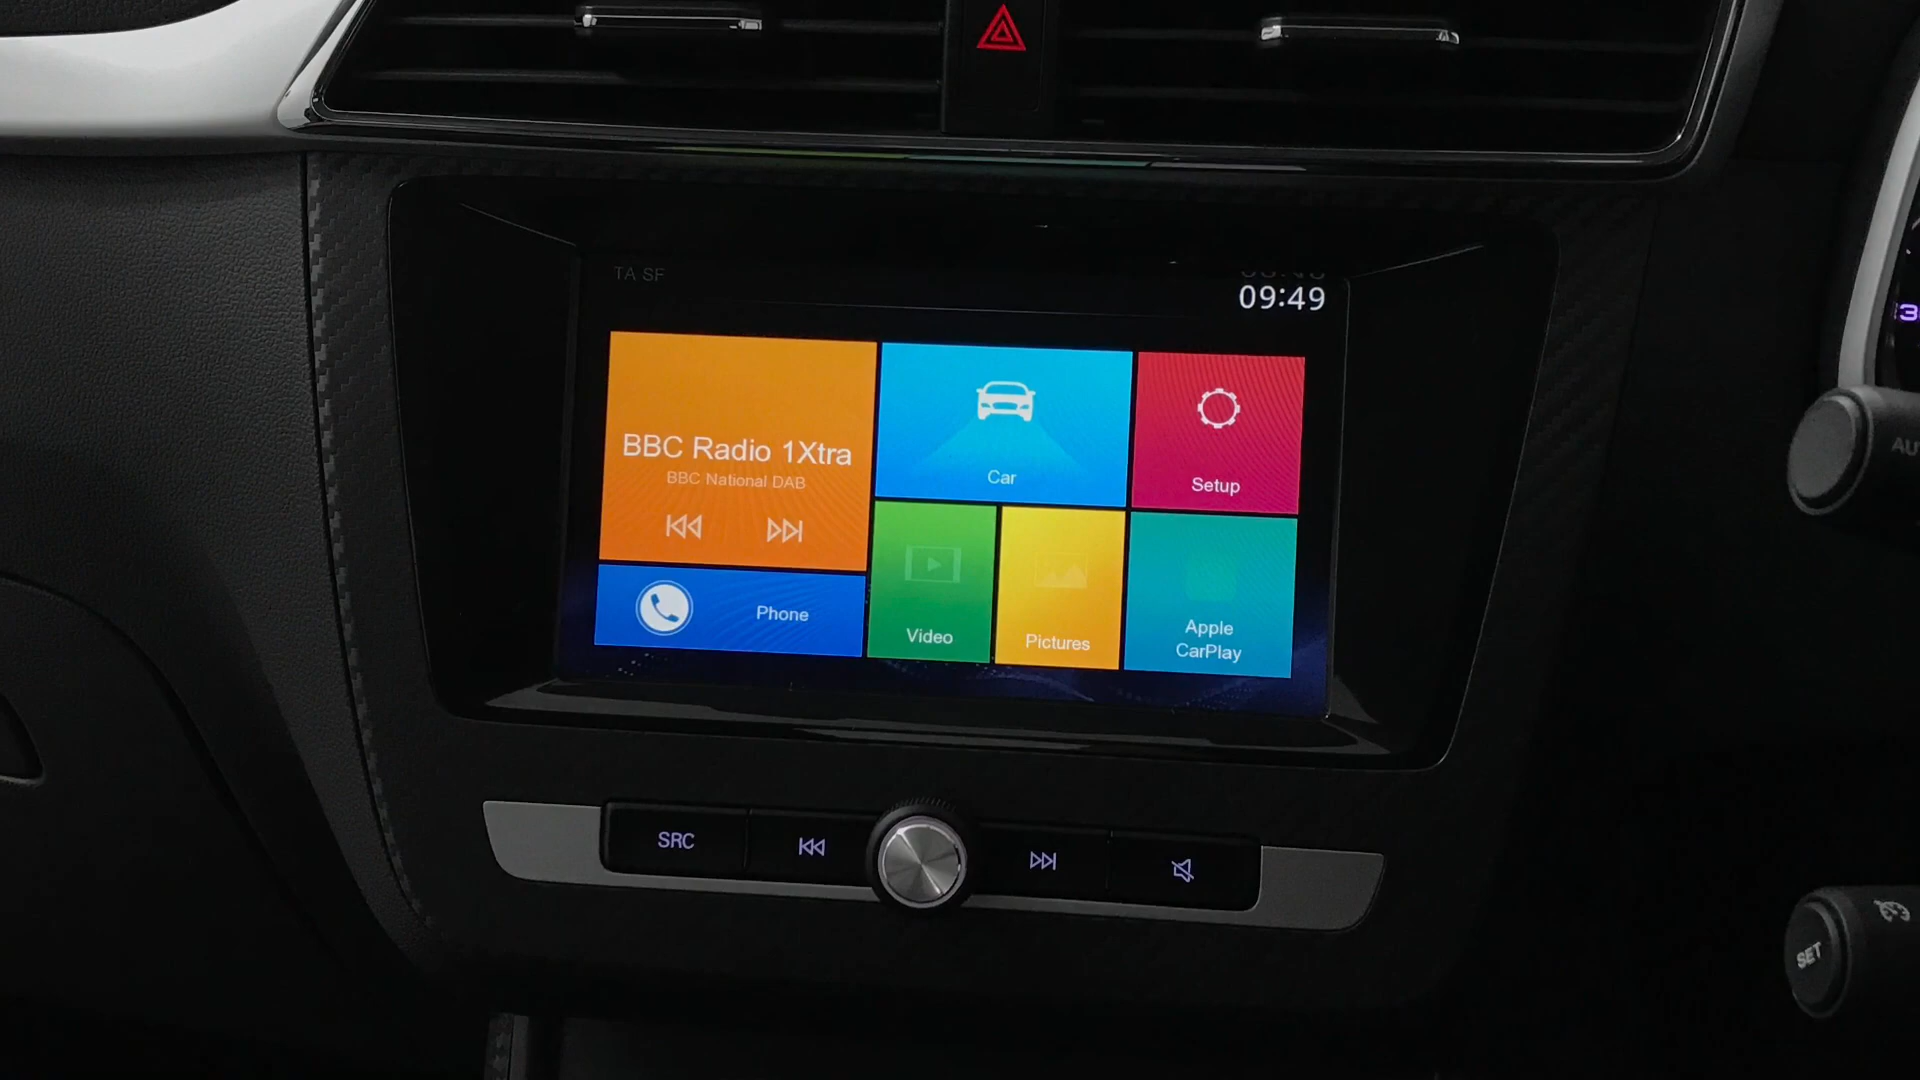 TA SF
09:49
BBC Radio 1Xtra
BBC National DAB
Car
Setup
Phone
Video
Pictures
Apple
CarPlay
SRC
SET